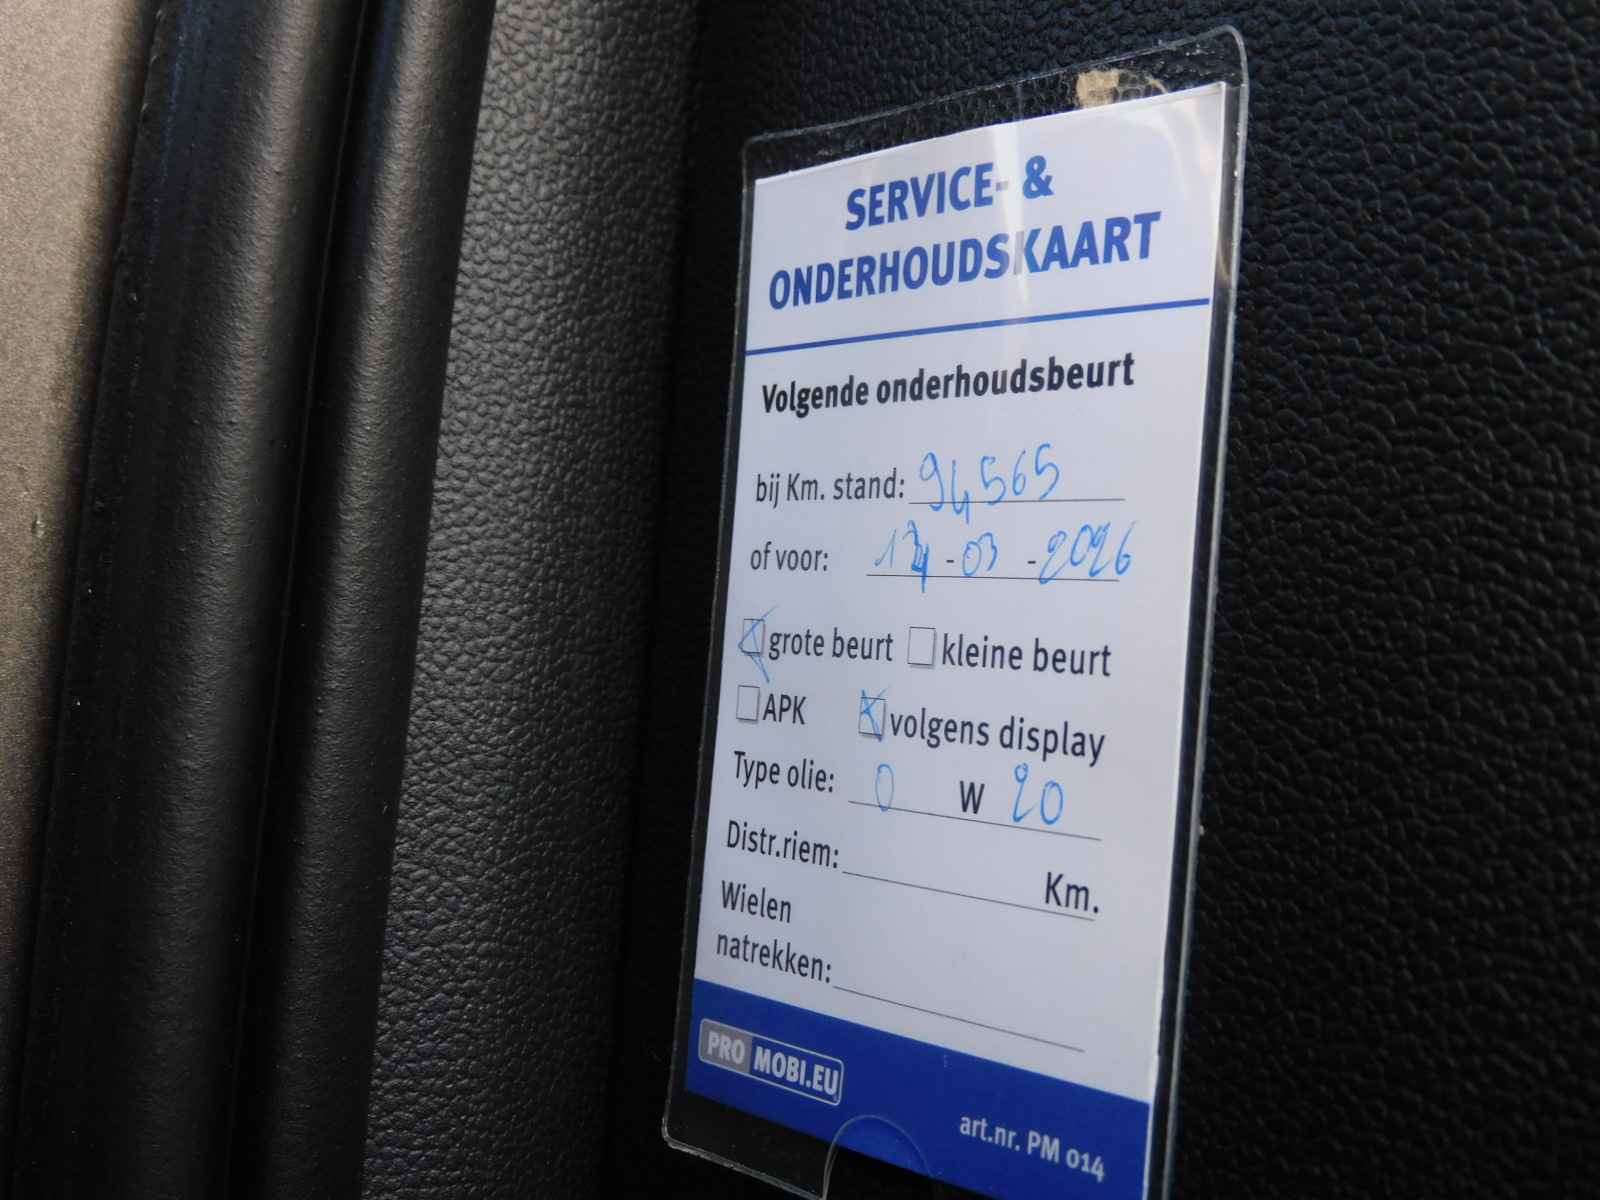 SERVICE- &
ONDERHOUDSKAART
Volgende onderhoudsbeurt
bij Km. stand: 94565
of voor: 14-03-2026
grote beurt kleine beurt
APK volgens display
Type olie: 0 W 20
Distr.riem: Km.
Wielen
natrekken:
PRO MOBI.EU
art.nr. PM 014